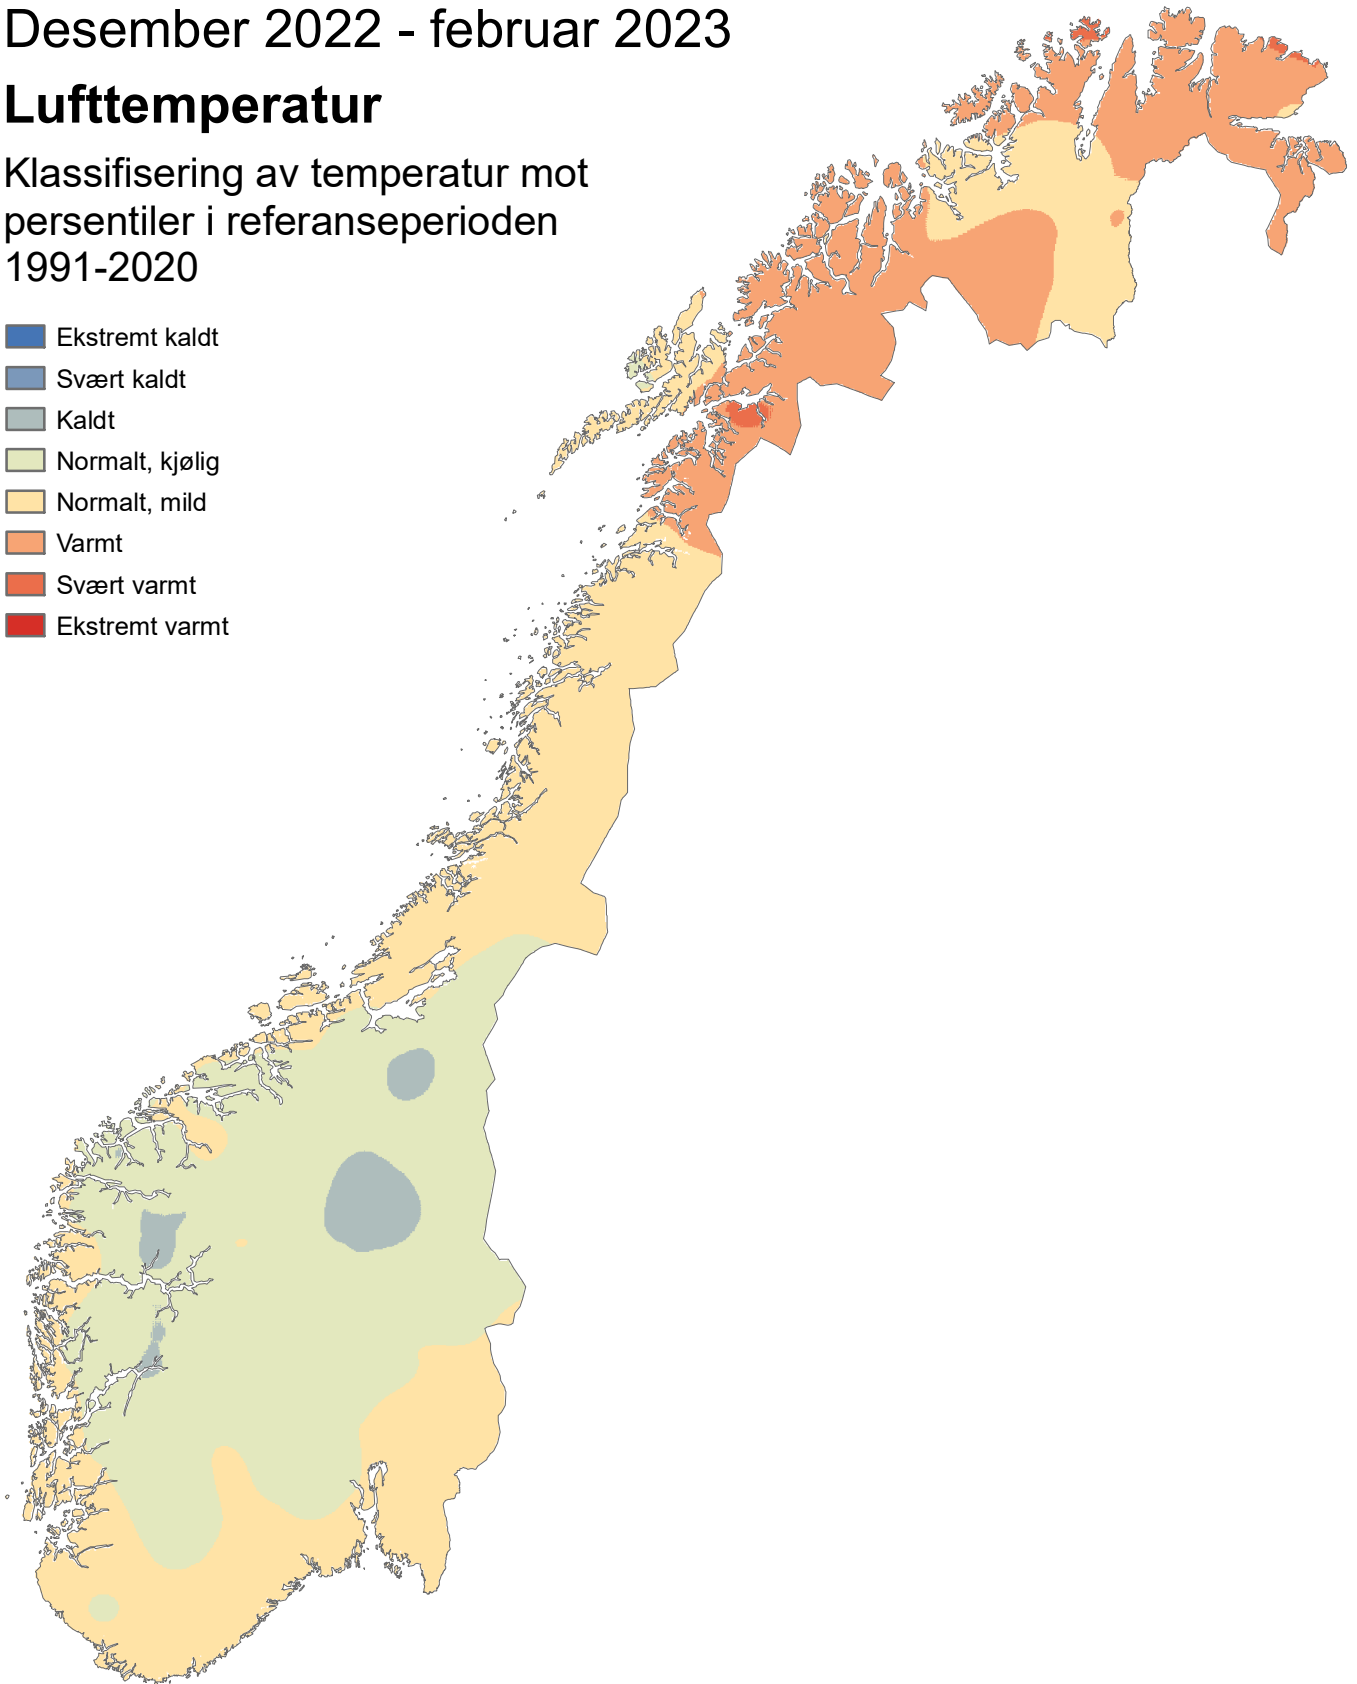 Desember 2022 - februar 2023
Lufttemperatur
Klassifisering av temperatur mot
persentiler i referanseperioden
1991-2020
Ekstremt kaldt
Svært kaldt
Kaldt
Normalt, kjølig
Normalt, mild
Varmt
Svært varmt
Ekstremt varmt